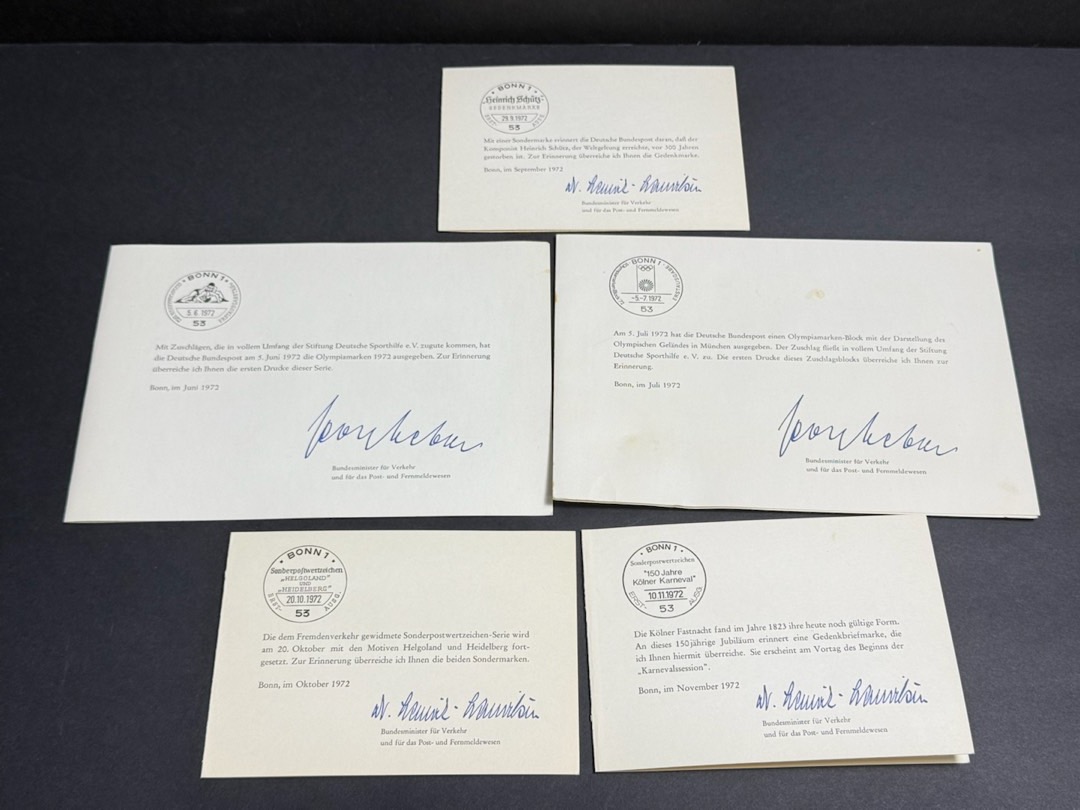 BONN 1
Heinrich Schütz
GEDENKMARKE
29.9.1972
53
Mit einer Sondermarke erinnert die Deutsche Bundespost daran, daß der
Komponist Heinrich Schütz, der Weltgeltung erreichte, vor 300 Jahren
gestorben ist. Zur Erinnerung überreiche ich Ihnen die Gedenkmarke.
Bonn, im September 1972
Bundesminister für Verkehr
und für das Post- und Fernmeldewesen
BONN 1
5.6.1972
53
Mit Zuschlägen, die in vollem Umfang der Stiftung Deutsche Sporthilfe e. V. zugute kommen, hat
die Deutsche Bundespost am 5. Juni 1972 die Olympiamarken 1972 ausgegeben. Zur Erinnerung
überreiche ich Ihnen die ersten Drucke dieser Serie.
Bonn, im Juni 1972
Bundesminister für Verkehr
und für das Post- und Fernmeldewesen
BONN 1
-5.-7.1972
53
Am 5. Juli 1972 hat die Deutsche Bundespost einen Olympiamarken-Block mit der Darstellung des
Olympischen Geländes in München ausgegeben. Der Zuschlag fließt in vollem Umfang der Stiftung
Deutsche Sporthilfe e. V. zu. Die ersten Drucke dieses Zuschlagsblocks überreiche ich Ihnen zur
Erinnerung.
Bonn, im Juli 1972
Bundesminister für Verkehr
und für das Post- und Fernmeldewesen
BONN 1
Sonderpostwertzeichen
„HELGOLAND"
UND
„HEIDELBERG"
20.10.1972
ERST- AUSG.
53
Die dem Fremdenverkehr gewidmete Sonderpostwertzeichen-Serie wird
am 20. Oktober mit den Motiven Helgoland und Heidelberg fort-
gesetzt. Zur Erinnerung überreiche ich Ihnen die beiden Sondermarken.
Bonn, im Oktober 1972
Bundesminister für Verkehr
und für das Post- und Fernmeldewesen
BONN 1
Sonderpostwertzeichen
"150 Jahre
Kölner Karneval"
10.11.1972
ERST- AUSG.
53
Die Kölner Fastnacht fand im Jahre 1823 ihre heute noch gültige Form.
An dieses 150jährige Jubiläum erinnert eine Gedenkbriefmarke, die
ich Ihnen hiermit überreiche. Sie erscheint am Vortag des Beginns der
„Karnevalssession".
Bonn, im November 1972
Bundesminister für Verkehr
und für das Post- und Fernmeldewesen